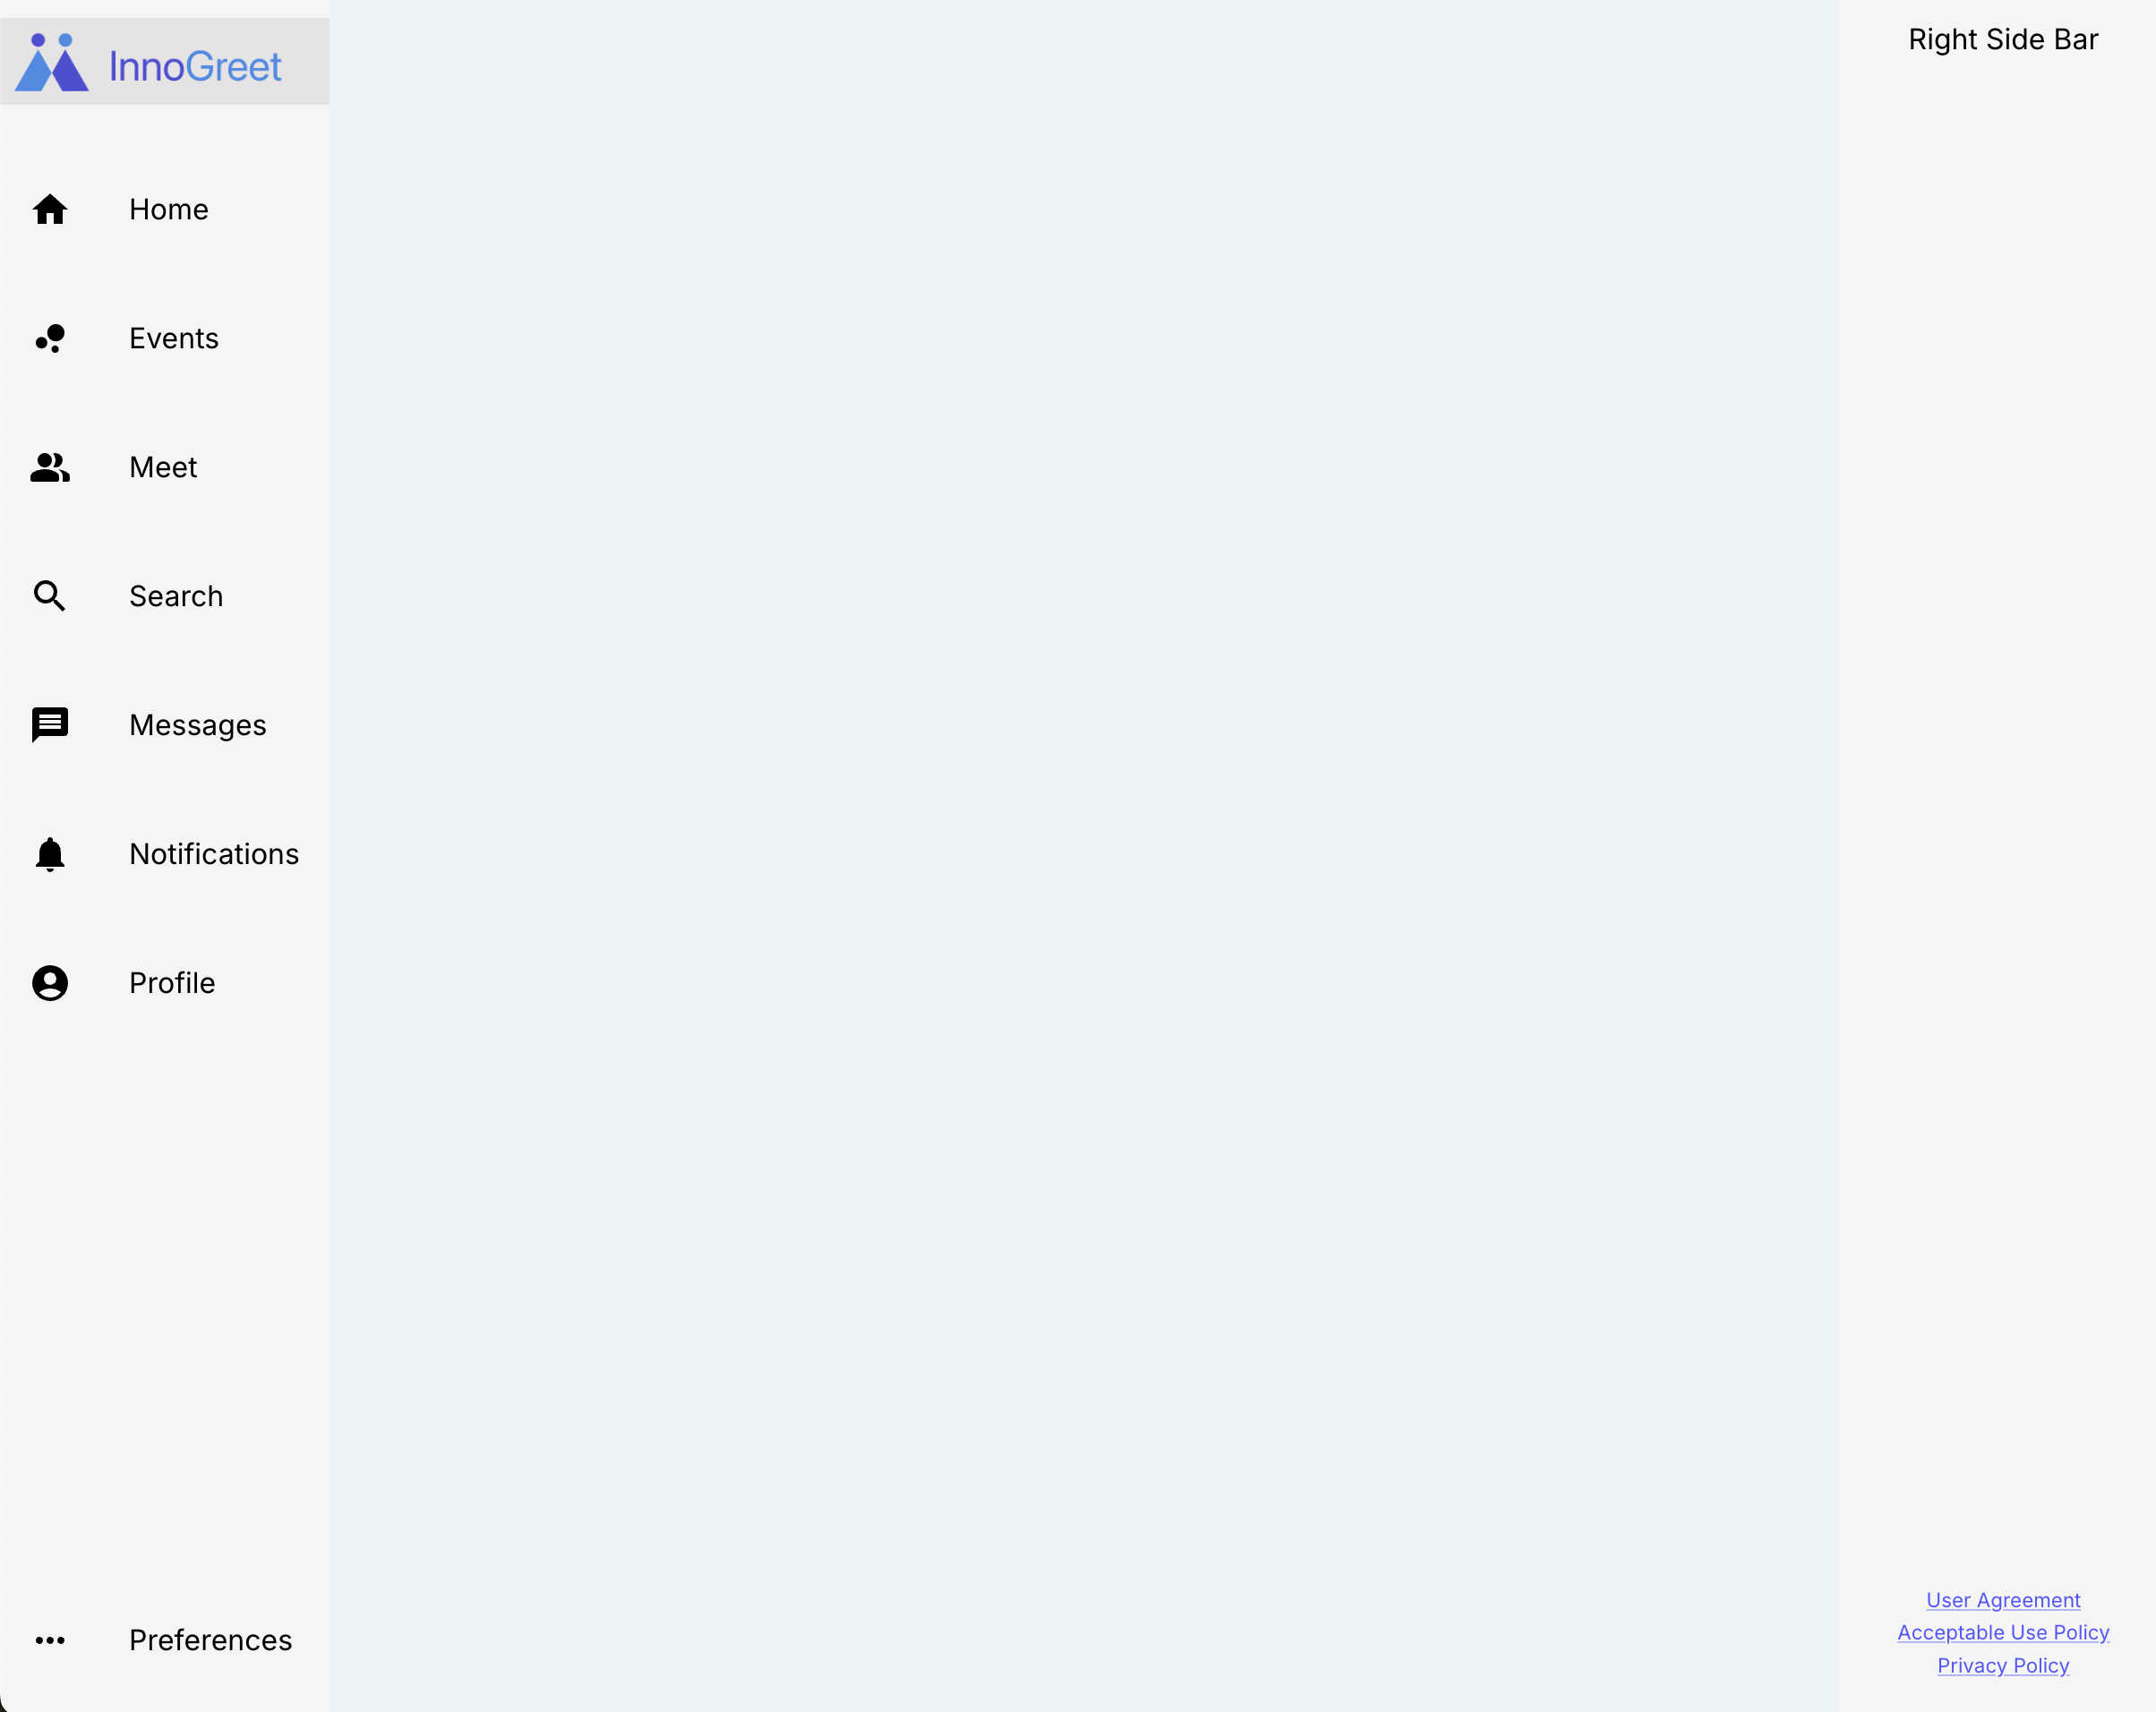 InnoGreet
Home
Events
Meet
Search
Messages
Notifications
Profile
Preferences
Right Side Bar
User Agreement
Acceptable Use Policy
Privacy Policy